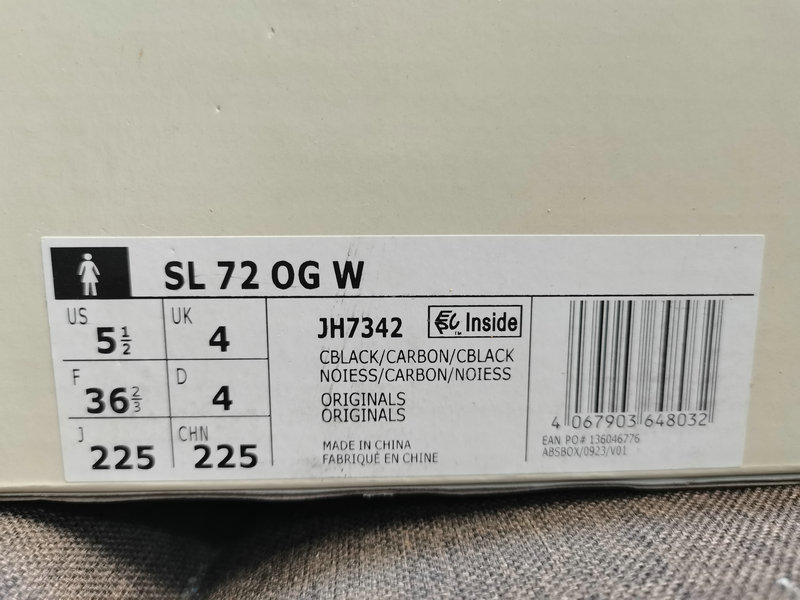 SL 72 OG W
US 5 1/2
UK 4
F 36 2/3
D 4
J 225
CHN 225
JH7342
Inside
CBLACK/CARBON/CBLACK
NOIESS/CARBON/NOIESS
ORIGINALS
ORIGINALS
MADE IN CHINA
FABRIQUÉ EN CHINE
4 067903 648032
EAN PO# 136046776
ABSBOX/0923/V01